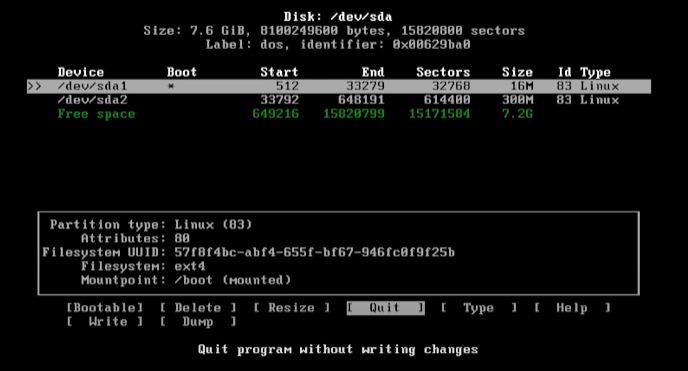 Disk: /dev/sda
Size: 7.6 GiB, 8100249600 bytes, 15820800 sectors
Label: dos, identifier: 0x00629ba0
Device Boot Start End Sectors Size Id Type
>> /dev/sda1 * 512 33279 32768 16M 83 Linux
/dev/sda2 33792 648191 614400 300M 83 Linux
Free space 649216 15820799 15171584 7.2G
Partition type: Linux (83)
Attributes: 80
Filesystem UUID: 57f8f4bc-abf4-655f-bf67-946fc0f9f25b
Filesystem: ext4
Mountpoint: /boot (mounted)
[Bootable] [ Delete ] [ Resize ] [ Quit ] [ Type ] [ Help ]
[ Write ] [ Dump ]
Quit program without writing changes